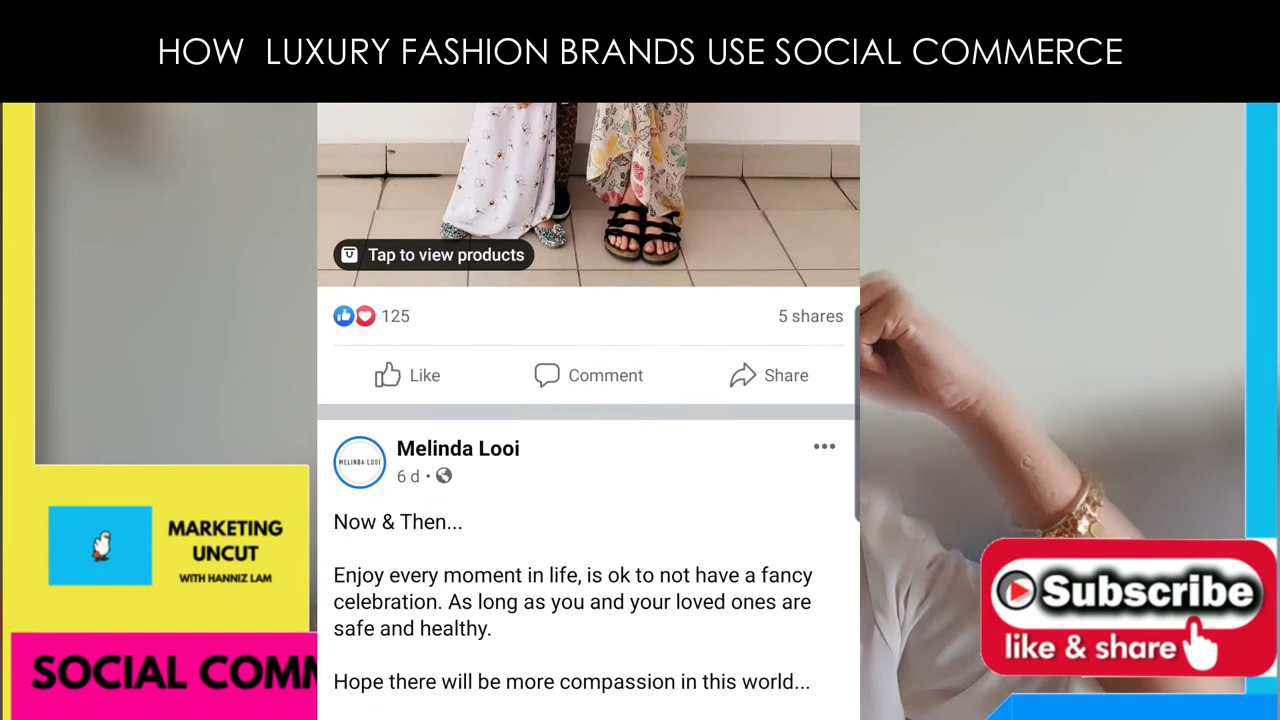 HOW LUXURY FASHION BRANDS USE SOCIAL COMMERCE
Tap to view products
125
5 shares
Like
Comment
Share
MELINDA LOOI
Melinda Looi
6 d
Now & Then...
Enjoy every moment in life, is ok to not have a fancy
celebration. As long as you and your loved ones are
safe and healthy.
Hope there will be more compassion in this world...
MARKETING
UNCUT
WITH HANNIZ LAM
SOCIAL COMM
Subscribe
like & share